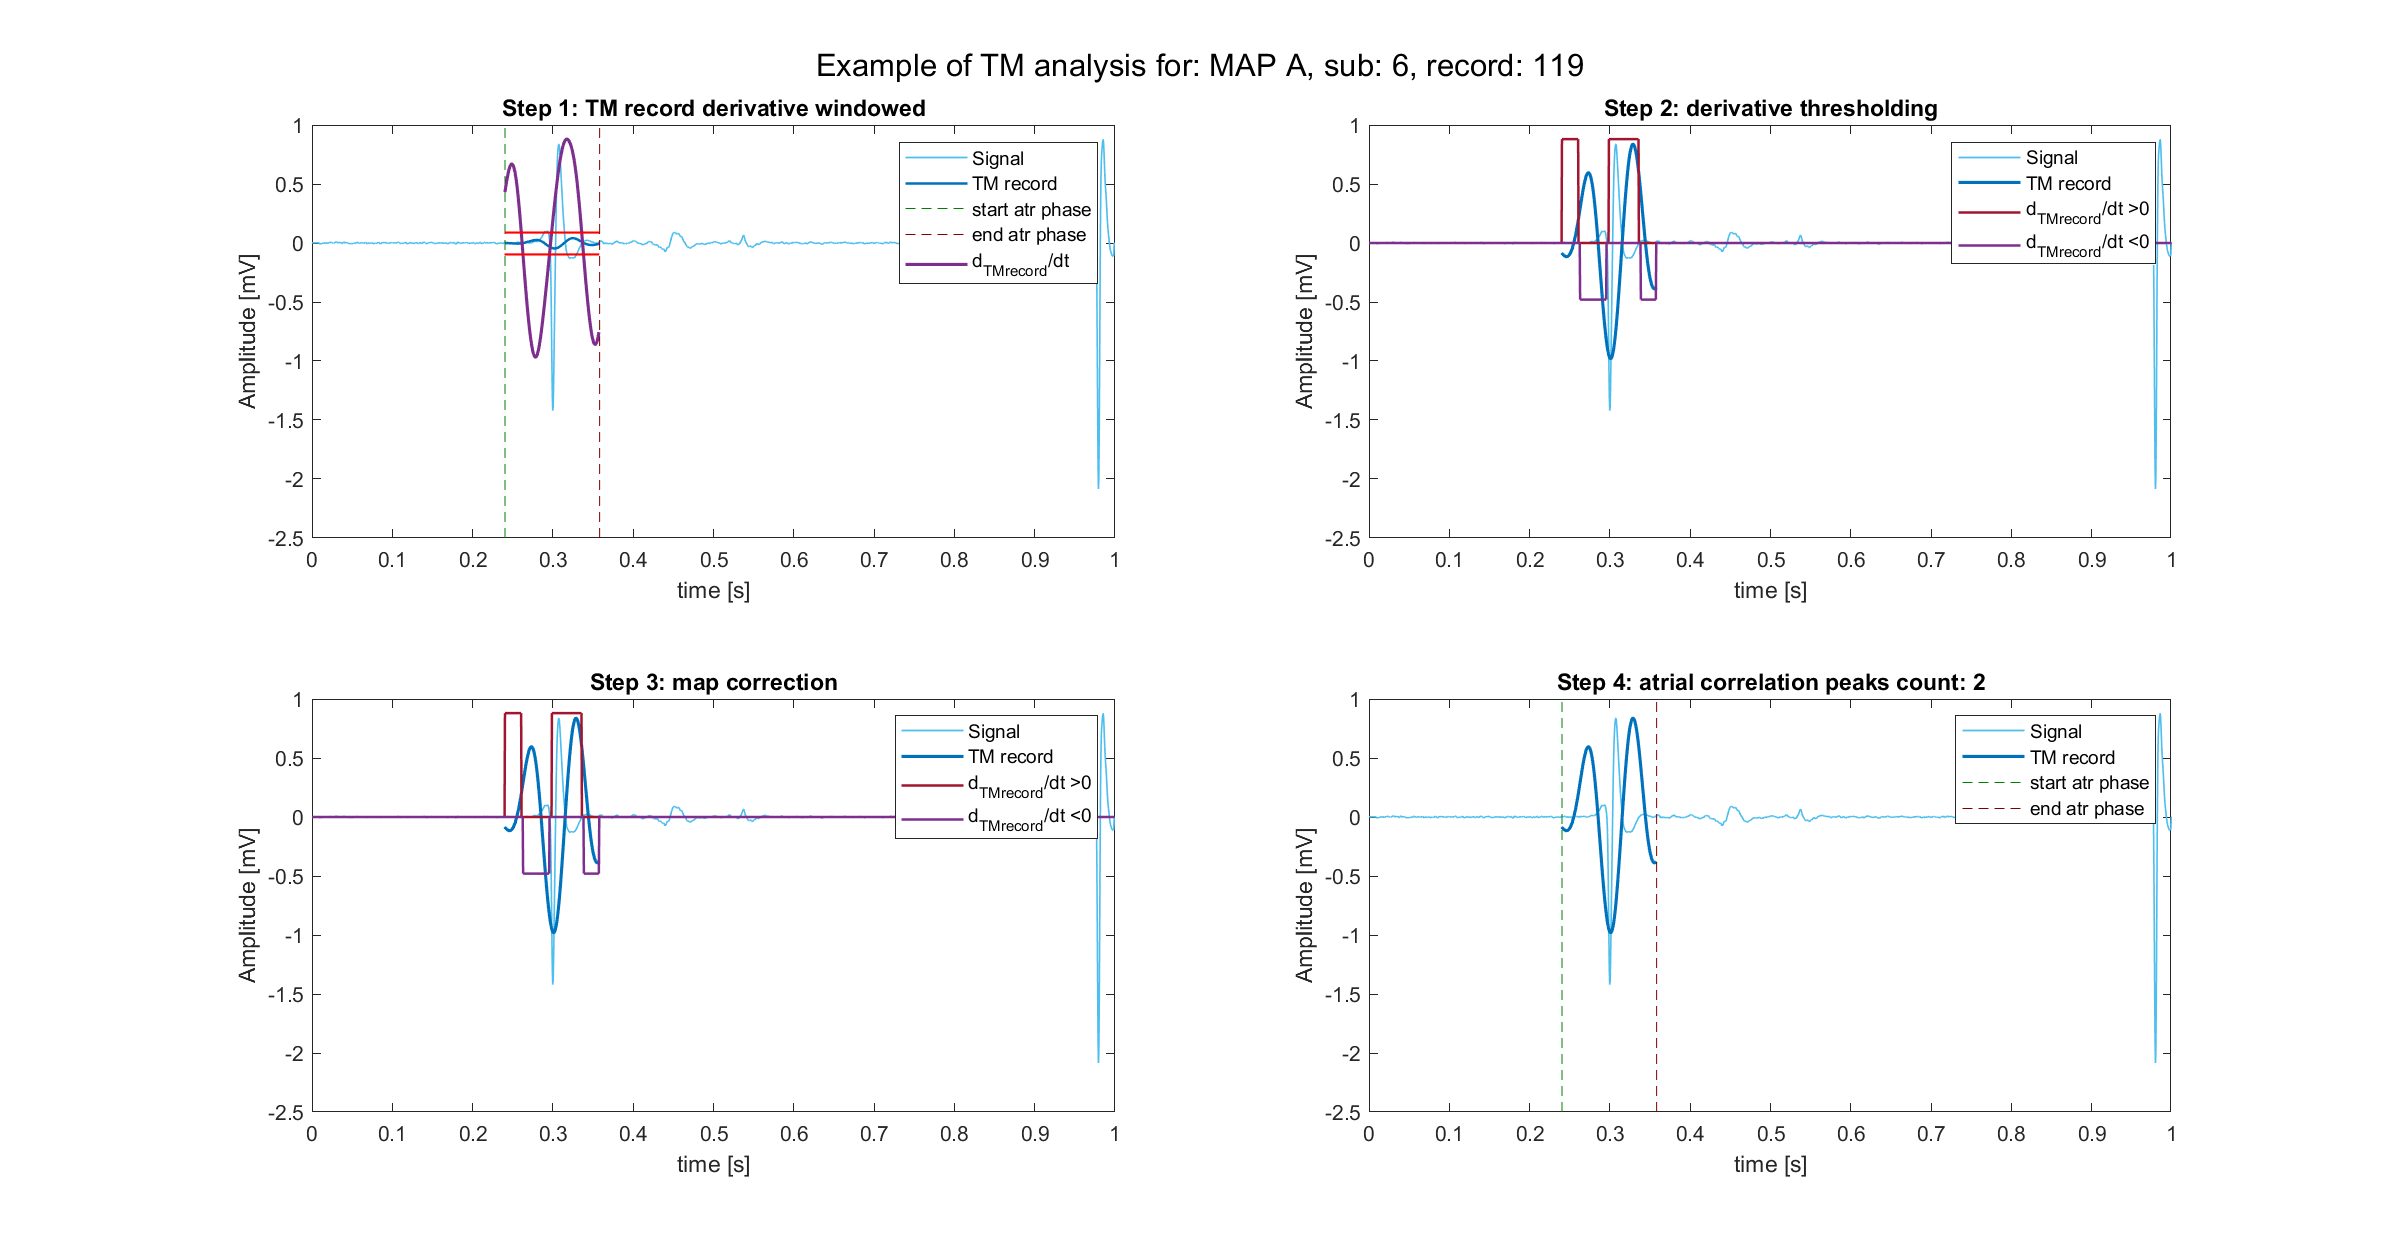 Example of TM analysis for: MAP A, sub: 6, record: 119
Step 1: TM record derivative windowed
1
0.5
0
-0.5
-1
-1.5
-2
-2.5
Amplitude [mV]
0 0.1 0.2 0.3 0.4 0.5 0.6 0.7 0.8 0.9 1
time [s]
Signal
TM record
start atr phase
end atr phase
dTMrecord/dt
Step 2: derivative thresholding
1
0.5
0
-0.5
-1
-1.5
-2
-2.5
Amplitude [mV]
0 0.1 0.2 0.3 0.4 0.5 0.6 0.7 0.8 0.9 1
time [s]
Signal
TM record
dTMrecord/dt >0
dTMrecord/dt <0
Step 3: map correction
1
0.5
0
-0.5
-1
-1.5
-2
-2.5
Amplitude [mV]
0 0.1 0.2 0.3 0.4 0.5 0.6 0.7 0.8 0.9 1
time [s]
Signal
TM record
dTMrecord/dt >0
dTMrecord/dt <0
Step 4: atrial correlation peaks count: 2
1
0.5
0
-0.5
-1
-1.5
-2
-2.5
Amplitude [mV]
0 0.1 0.2 0.3 0.4 0.5 0.6 0.7 0.8 0.9 1
time [s]
Signal
TM record
start atr phase
end atr phase